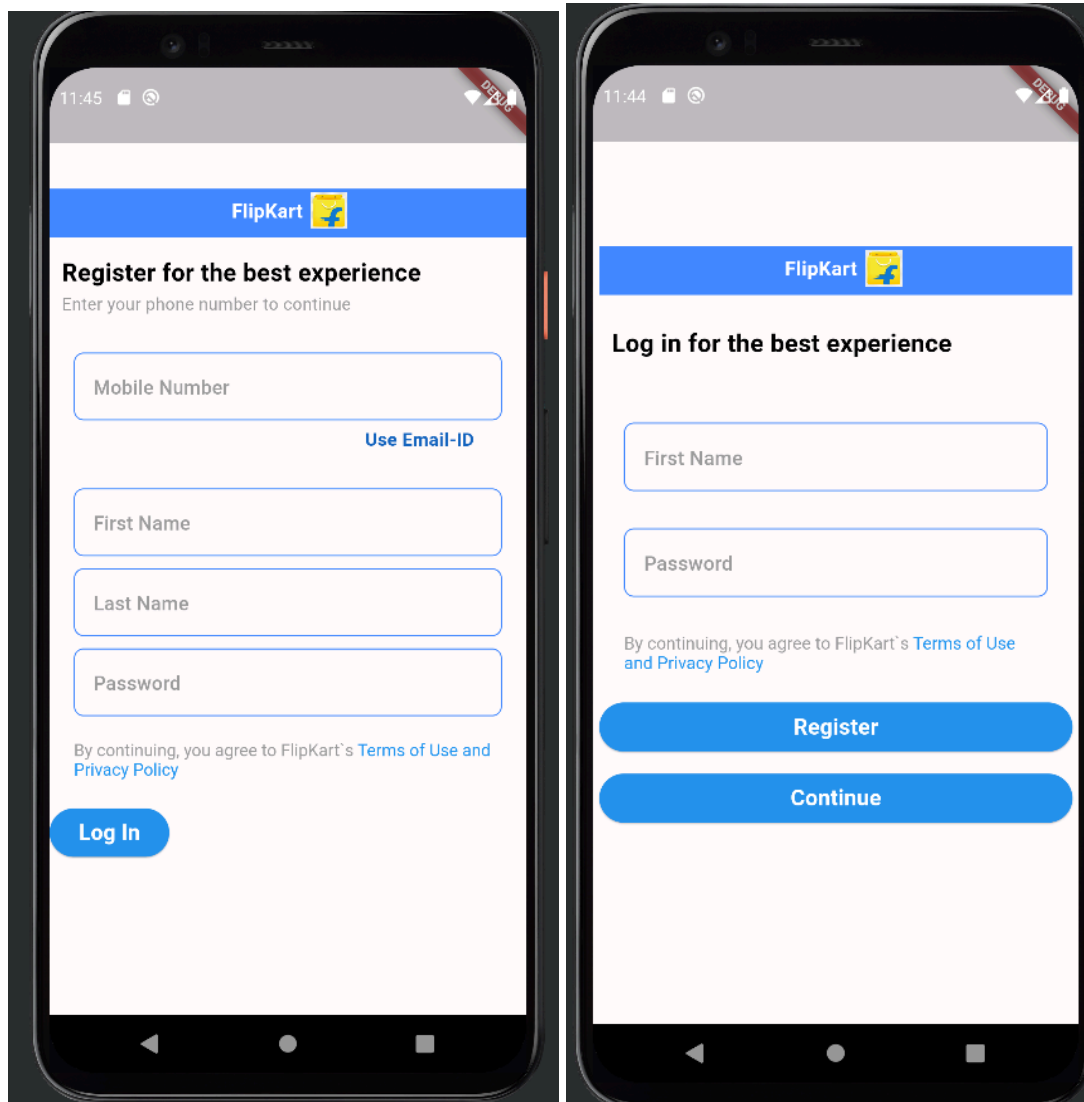 11:45
DEBUG
FlipKart
Register for the best experience
Enter your phone number to continue
Mobile Number
Use Email-ID
First Name
Last Name
Password
By continuing, you agree to FlipKart`s Terms of Use and
Privacy Policy
Log In
11:44
DEBUG
FlipKart
Log in for the best experience
First Name
Password
By continuing, you agree to FlipKart`s Terms of Use
and Privacy Policy
Register
Continue